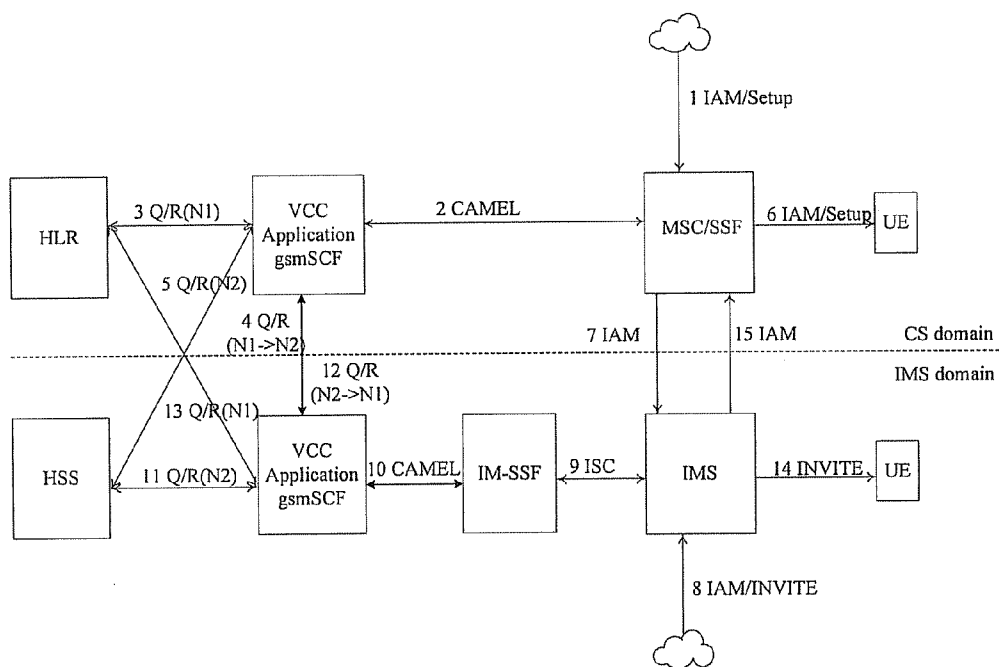 1 IAM/Setup
HLR
3 Q/R(N1)
VCC
Application
gsmSCF
2 CAMEL
MSC/SSF
6 IAM/Setup
UE
5 Q/R(N2)
4 Q/R
(N1->N2)
7 IAM
15 IAM
CS domain
IMS domain
12 Q/R
(N2->N1)
13 Q/R(N1)
HSS
11 Q/R(N2)
VCC
Application
gsmSCF
10 CAMEL
IM-SSF
9 ISC
IMS
14 INVITE
UE
8 IAM/INVITE